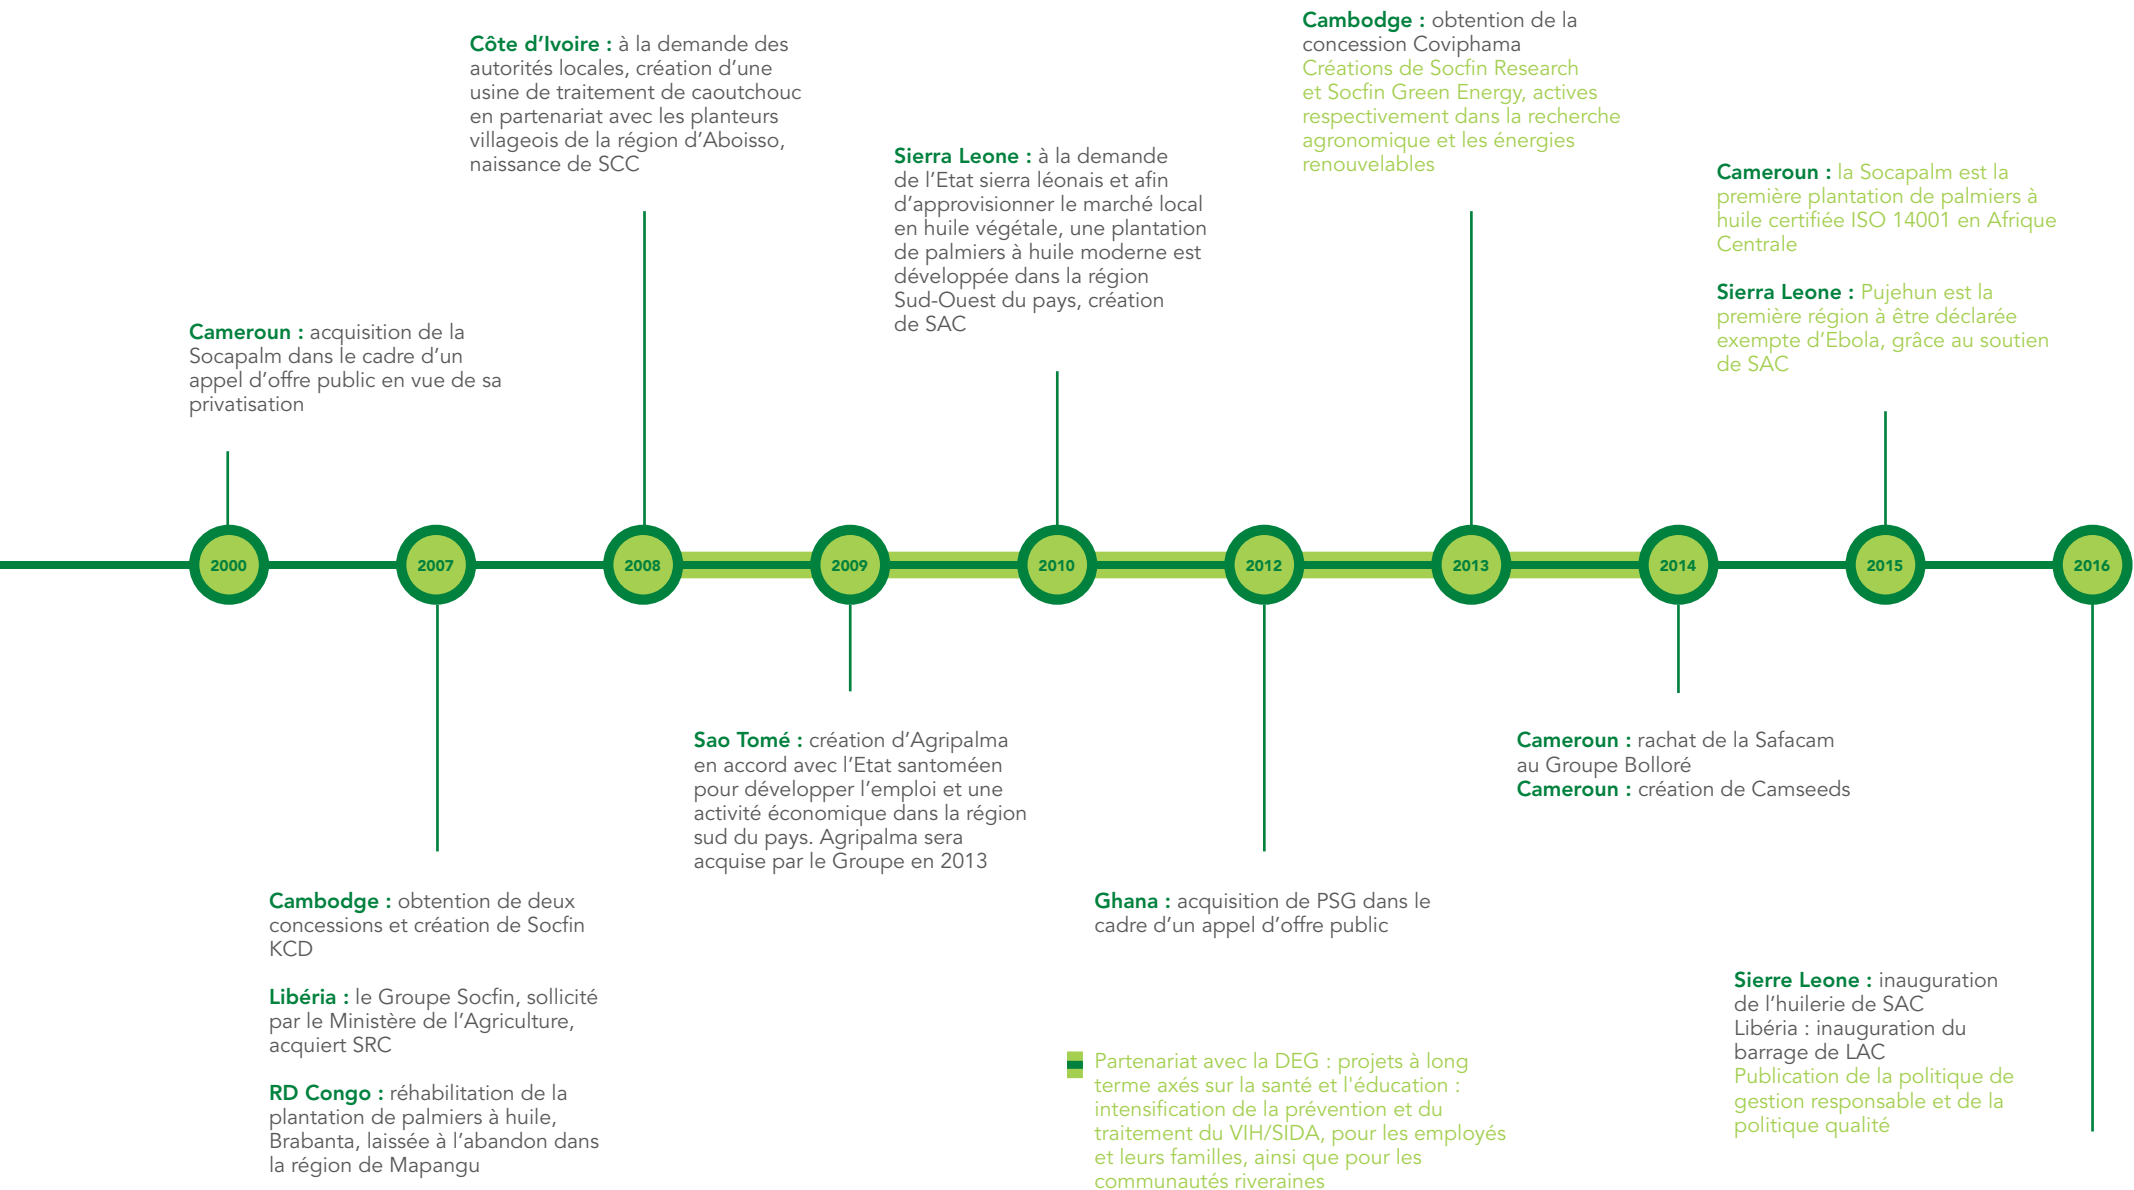 Cambodge : obtention de la
concession Coviphama
Créations de Socfin Research
et Socfin Green Energy, actives
respectivement dans la recherche
agronomique et les énergies
renouvelables
Côte d’Ivoire : à la demande des
autorités locales, création d’une
usine de traitement de caoutchouc
en partenariat avec les planteurs
villageois de la région d’Aboisso,
naissance de SCC
Sierra Leone : à la demande
de l’Etat sierra léonais et afin
d’approvisionner le marché local
en huile végétale, une plantation
de palmiers à huile moderne est
développée dans la région
Sud-Ouest du pays, création
de SAC
Cameroun : la Socapalm est la
première plantation de palmiers à
huile certifiée ISO 14001 en Afrique
Centrale
Sierra Leone : Pujehun est la
première région à être déclarée
exempte d’Ebola, grâce au soutien
de SAC
Cameroun : acquisition de la
Socapalm dans le cadre d’un
appel d’offre public en vue de sa
privatisation
2000
2007
2008
2009
2010
2012
2013
2014
2015
2016
Sao Tomé : création d’Agripalma
en accord avec l’Etat santoméen
pour développer l’emploi et une
activité économique dans la région
sud du pays. Agripalma sera
acquise par le Groupe en 2013
Cameroun : rachat de la Safacam
au Groupe Bolloré
Cameroun : création de Camseeds
Cambodge : obtention de deux
concessions et création de Socfin
KCD
Libéria : le Groupe Socfin, sollicité
par le Ministère de l’Agriculture,
acquiert SRC
RD Congo : réhabilitation de la
plantation de palmiers à huile,
Brabanta, laissée à l’abandon dans
la région de Mapangu
Ghana : acquisition de PSG dans le
cadre d’un appel d’offre public
Sierre Leone : inauguration
de l’huilerie de SAC
Libéria : inauguration du
barrage de LAC
Publication de la politique de
gestion responsable et de la
politique qualité
Partenariat avec la DEG : projets à long
terme axés sur la santé et l'éducation :
intensification de la prévention et du
traitement du VIH/SIDA, pour les employés
et leurs familles, ainsi que pour les
communautés riveraines